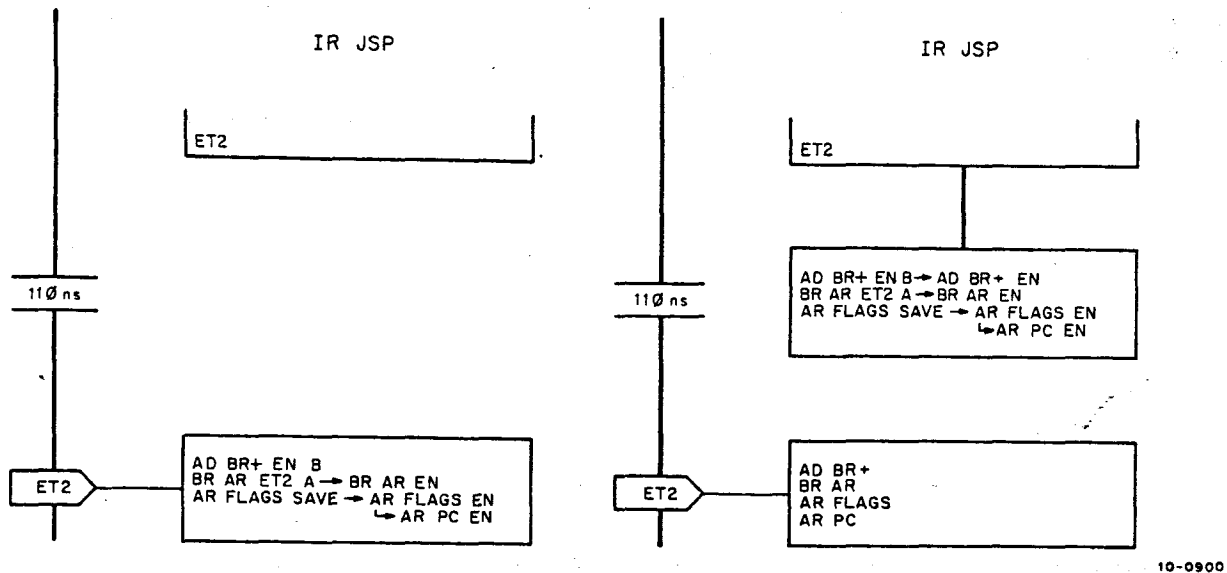 IR JSP
ET2
110 ns
ET2
AD BR+ EN B
BR AR ET2 A → BR AR EN
AR FLAGS SAVE → AR FLAGS EN
↳ AR PC EN
IR JSP
ET2
AD BR+ EN B → AD BR+ EN
BR AR ET2 A → BR AR EN
AR FLAGS SAVE → AR FLAGS EN
↳ AR PC EN
110 ns
ET2
AD BR+
BR AR
AR FLAGS
AR PC
10-0900